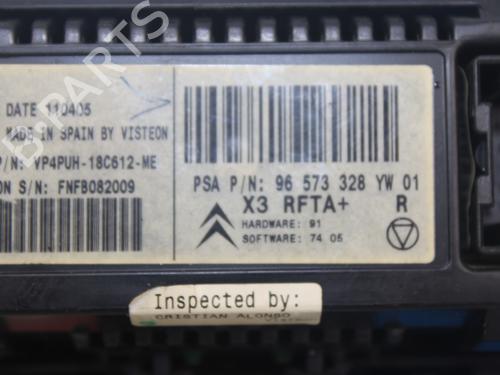 DATE 110405
MADE IN SPAIN BY VISTEON
P/N: VP4PUH-18C612-ME
ON S/N: FNFB082009
PSA P/N: 96 573 328 YW 01
X3 RFTA+ R
HARDWARE: 91
SOFTWARE: 74 05
Inspected by:
CRISTIAN ALONSO
B PARTS